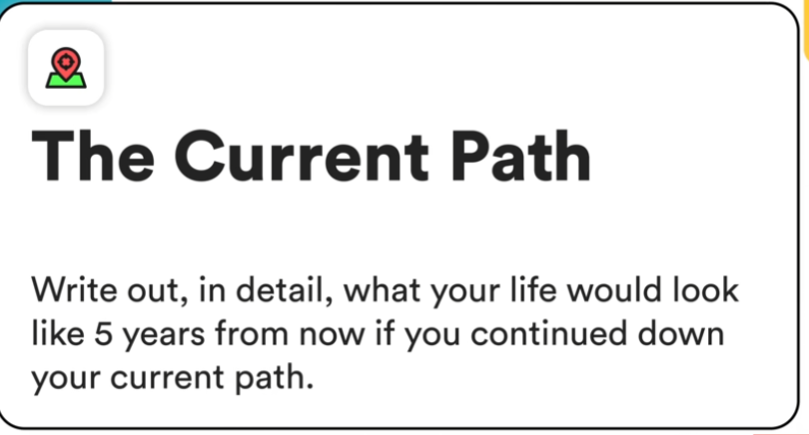 The Current Path
Write out, in detail, what your life would look
like 5 years from now if you continued down
your current path.